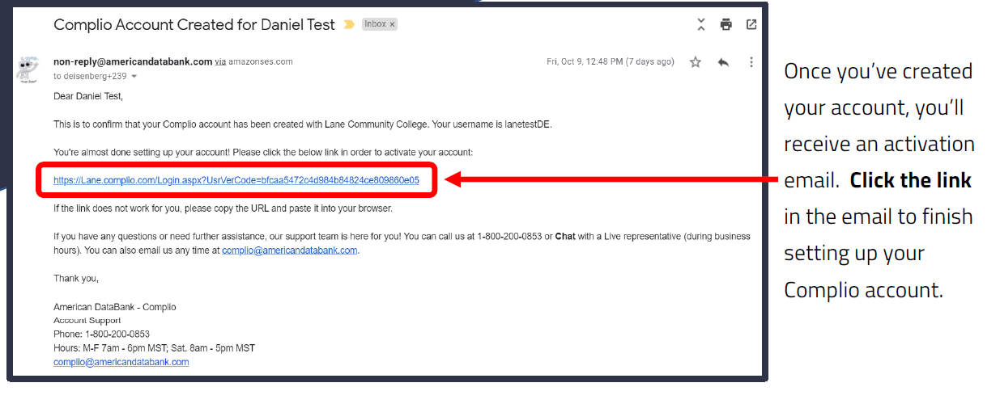 Complio Account Created for Daniel Test
Inbox x
non-reply@americandatabank.com via amazonses.com
Fri, Oct 9, 12:48 PM (7 days ago)
to deisenberg+239
Dear Daniel Test,
This is to confirm that your Complio account has been created with Lane Community College. Your username is lanetestDE.
You're almost done setting up your account! Please click the below link in order to activate your account:
https://Lane.complio.com/Login.aspx?UsrVerCode=bfcaa5472c4d984b84824ce809860e05
If the link does not work for you, please copy the URL and paste it into your browser.
If you have any questions or need further assistance, our support team is here for you! You can call us at 1-800-200-0853 or Chat with a Live representative (during business
hours). You can also email us any time at complio@americandatabank.com.
Thank you,
American DataBank - Complio
Account Support
Phone: 1-800-200-0853
Hours: M-F 7am - 6pm MST; Sat. 8am - 5pm MST
complio@americandatabank.com
Once you've created
your account, you'll
receive an activation
email. Click the link
in the email to finish
setting up your
Complio account.